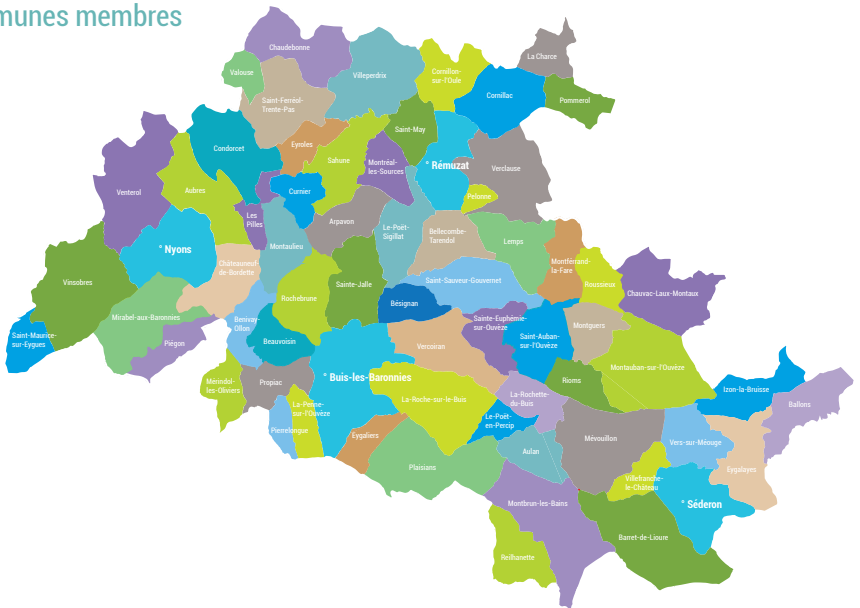 munes membres
Chaudebonne
La Charce
Valouse
Villeperdrix
Cornillon-
sur-l'Oule
Cornillac
Pommerol
Saint-Ferréol-
Trente-Pas
Saint-May
Condorcet
Eyroles
Sahune
Montréal-
les-Sources
° Rémuzat
Verclause
Venterol
Aubres
Curnier
Pelonne
Les
Pilles
Arpavon
Le-Poët-
Sigillat
Bellecombe-
Tarendol
Lemps
° Nyons
Montaulieu
Châteauneuf-
de-Bordette
Montferrand-
la-Fare
Vinsobres
Rochebrune
Sainte-Jalle
Saint-Sauveur-Gouvernet
Roussieux
Chauvac-Laux-Montaux
Bésignan
Mirabel-aux-Baronnies
Benivay-
Ollon
Sainte-Euphémie-
sur-Ouvèze
Montguers
Saint-Maurice-
sur-Eygues
Piégon
Beauvoisin
Vercoiran
Saint-Auban-
sur-l'Ouvèze
Montauban-sur-l'Ouvèze
Mérindol-
les-Oliviers
Propiac
° Buis-les-Baronnies
Rioms
Izon-la-Bruisse
La-Penne-
sur-l'Ouvèze
La-Roche-sur-le-Buis
La-Rochette-
du-Buis
Ballons
Pierrelongue
Eygaliers
Le-Poët-
en-Percip
Mévouillon
Vers-sur-Méouge
Aulan
Plaisians
Eygalayes
Villefranche-
le-Château
Montbrun-les-Bains
° Séderon
Barret-de-Lioure
Reilhanette